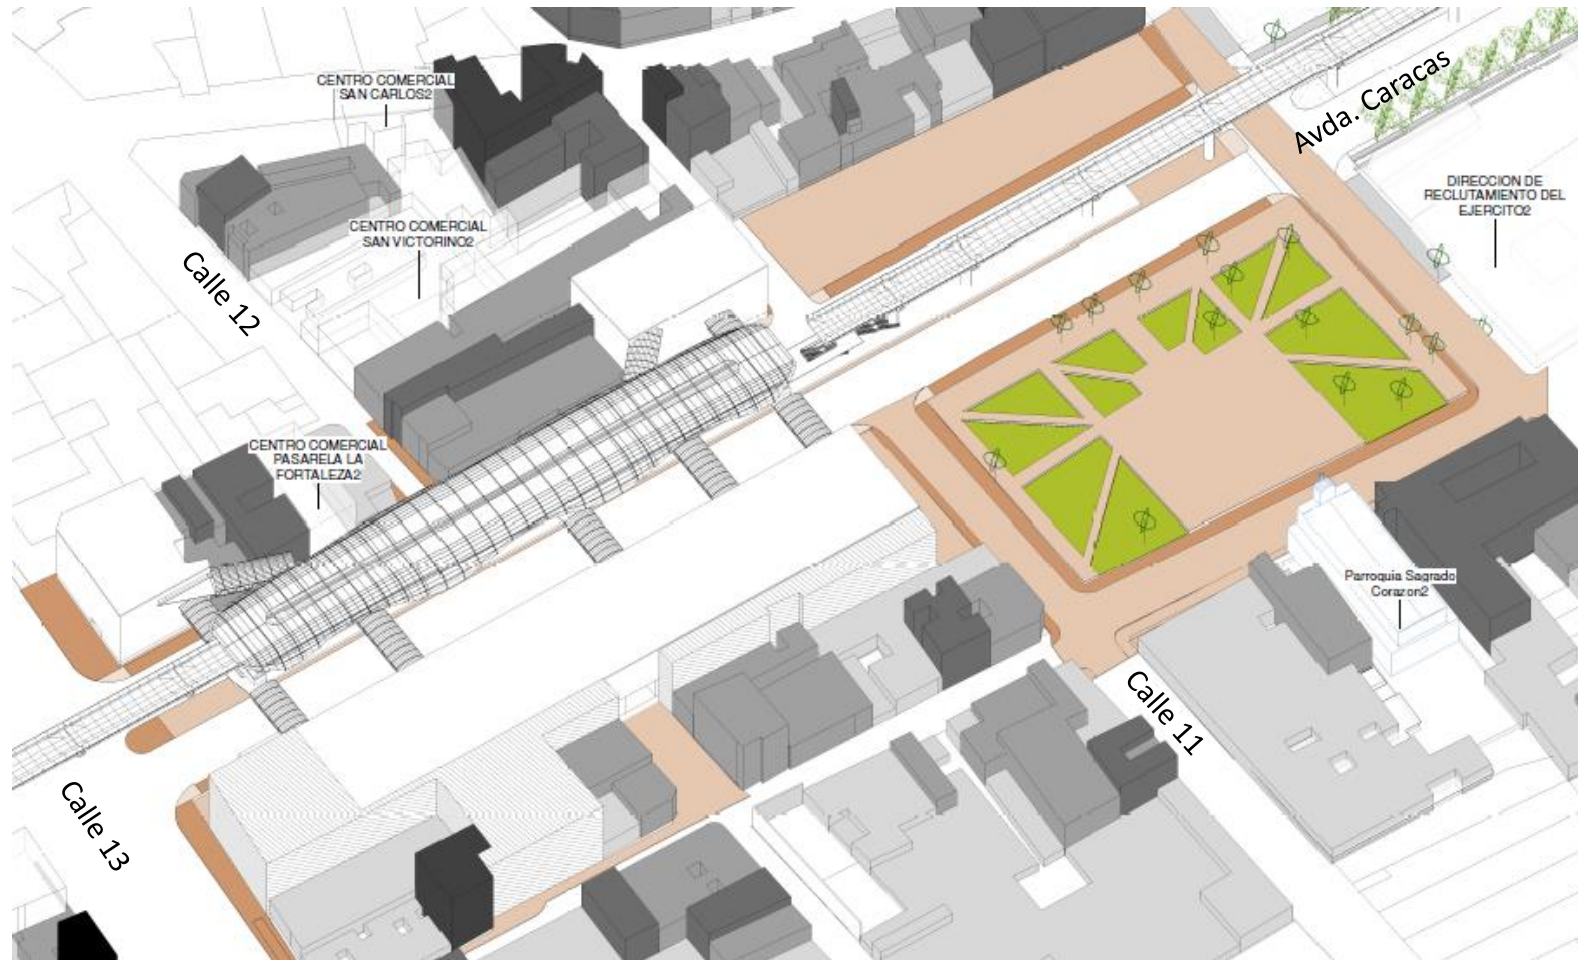 CENTRO COMERCIAL
SAN CARLOS2
Avda. Caracas
DIRECCION DE
RECLUTAMIENTO DEL
EJERCITO2
CENTRO COMERCIAL
SAN VICTORINO2
Calle 12
CENTRO COMERCIAL
PASARELA LA
FORTALEZA2
Parroquia Sagrado
Corazon2
Calle 11
Calle 13